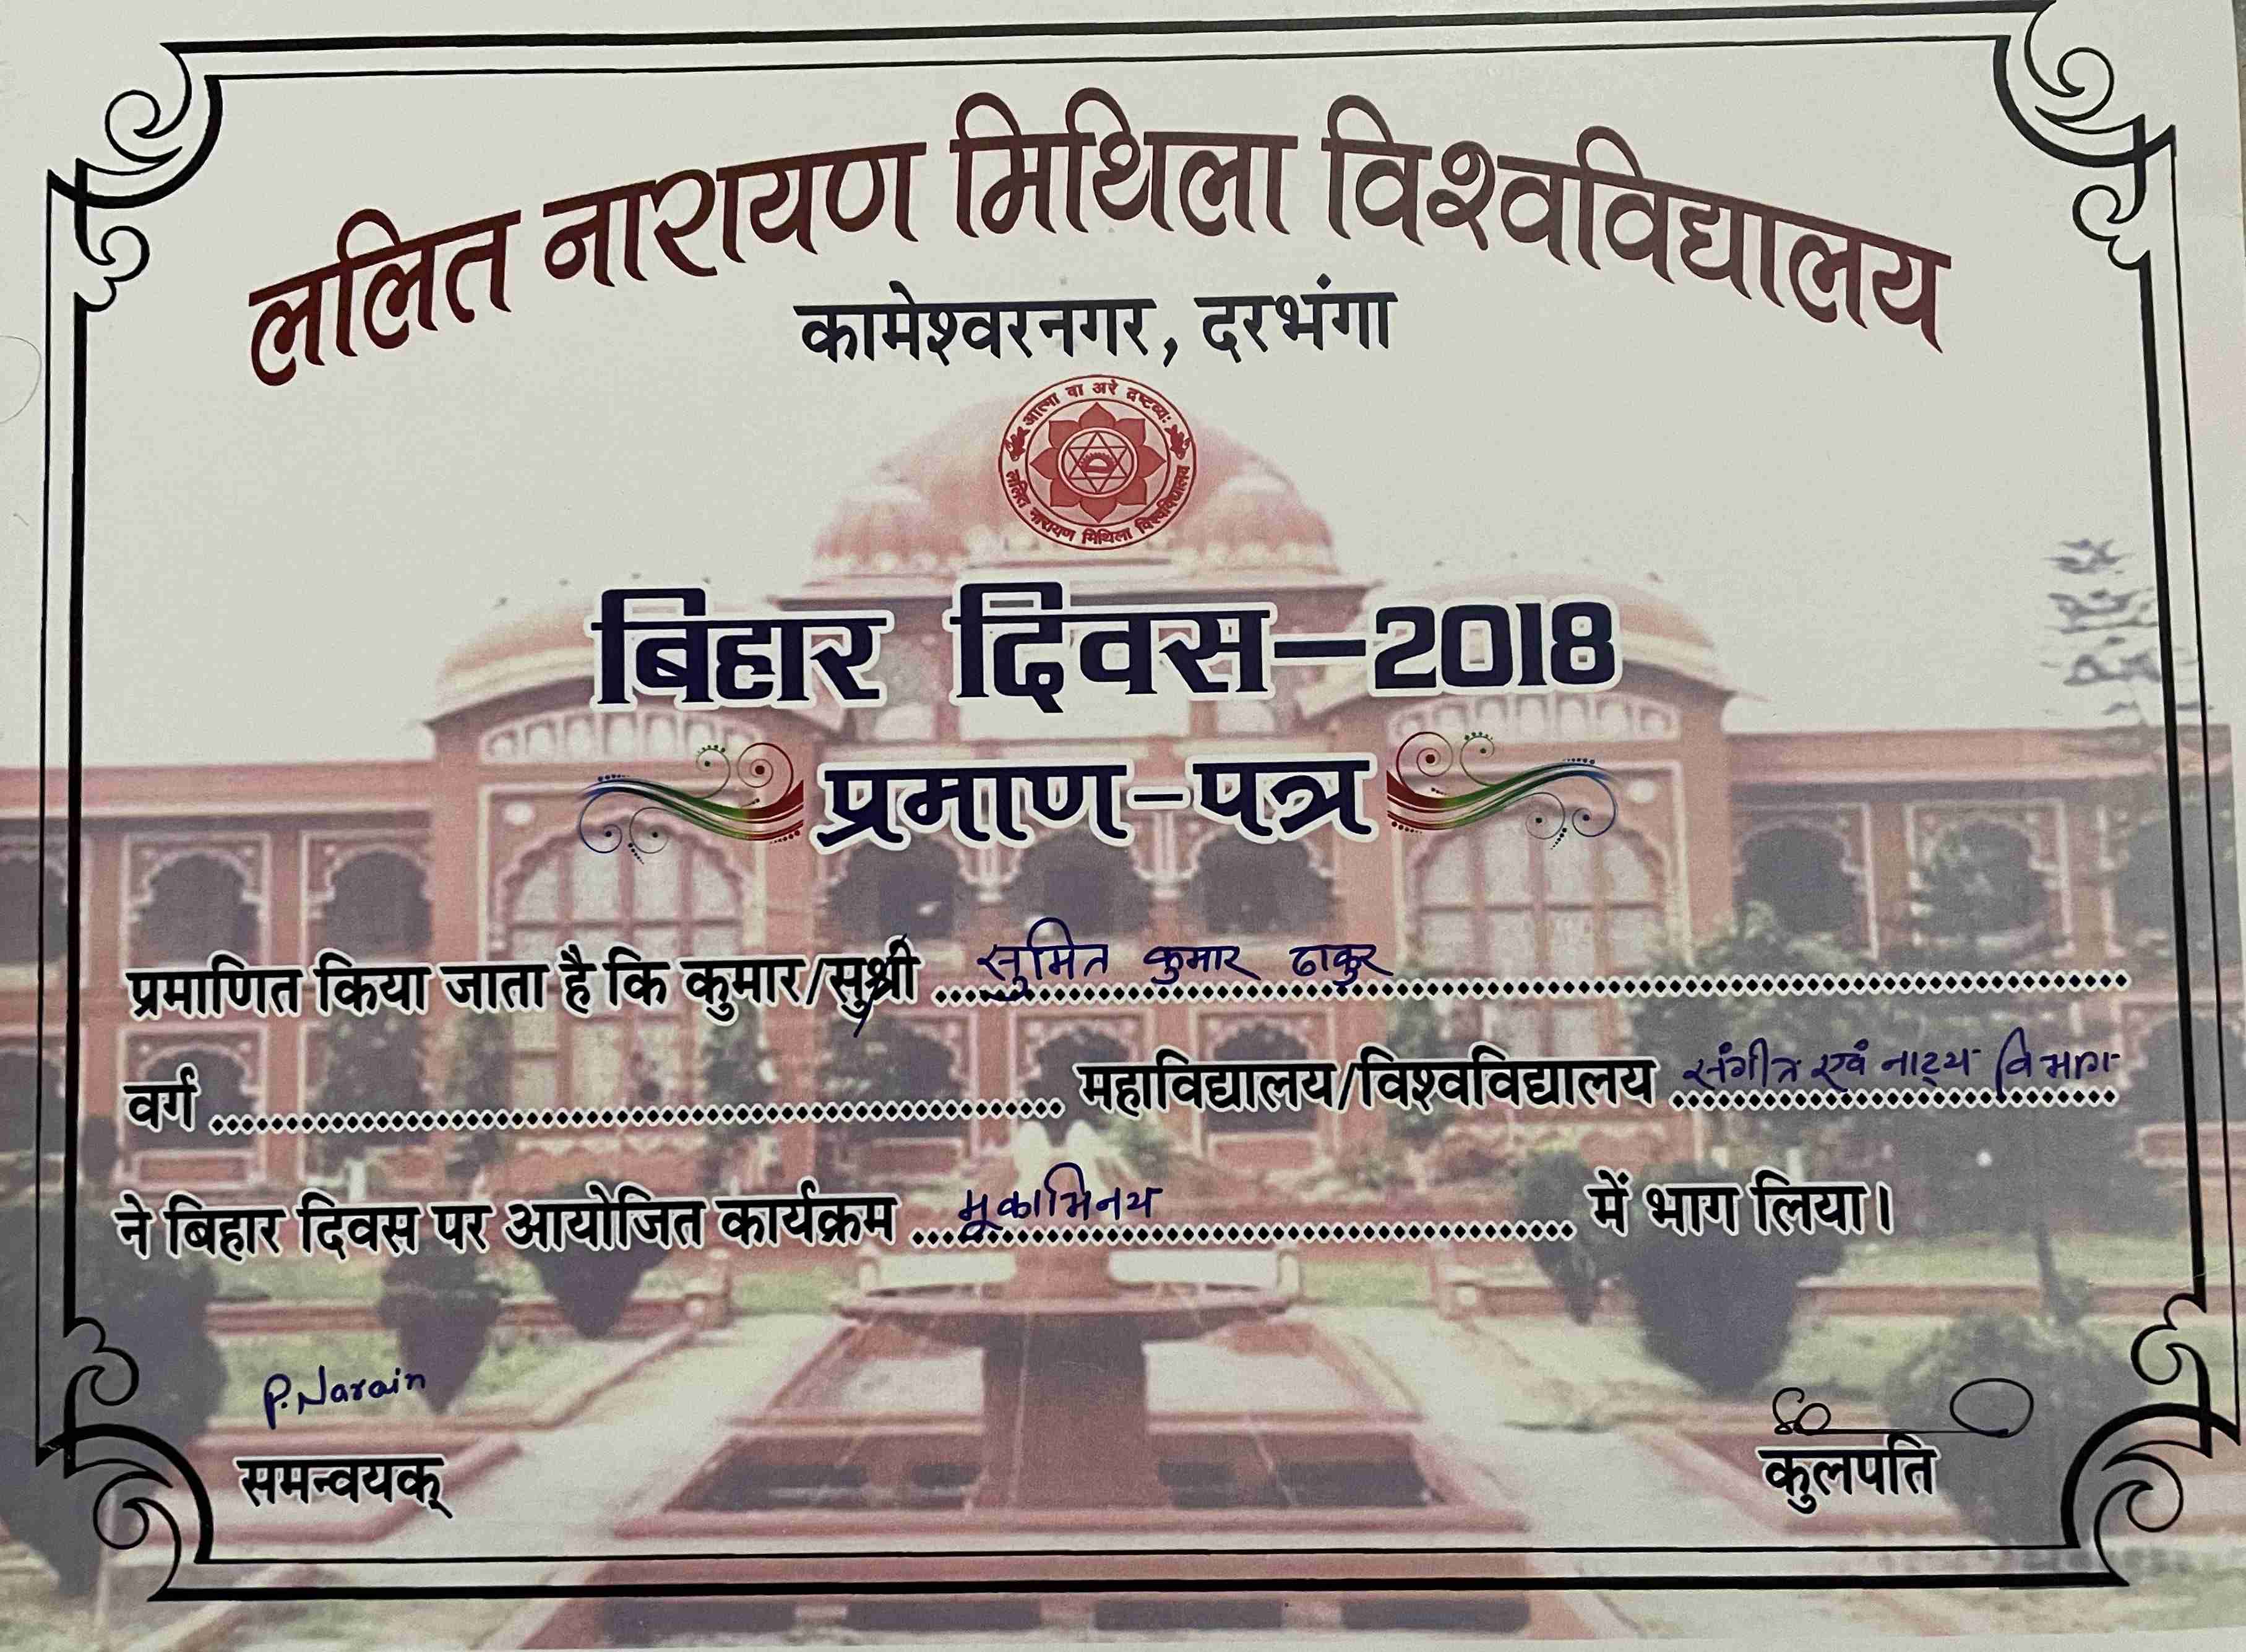 ललित नारायण मिथिला विश्वविद्यालय
कामेश्वरनगर, दरभंगा
आत्मा वा अरे द्रष्टव्यः
ललित नारायण मिथिला विश्वविद्यालय
बिहार दिवस–2018
प्रमाण-पत्र
प्रमाणित किया जाता है कि कुमार/सुश्री सुमित कुमार ठाकुर
वर्ग महाविद्यालय/विश्वविद्यालय संगीत एवं नाट्य विभाग
ने बिहार दिवस पर आयोजित कार्यक्रम मूकाभिनय में भाग लिया।
P. Narain
समन्वयक्
कुलपति